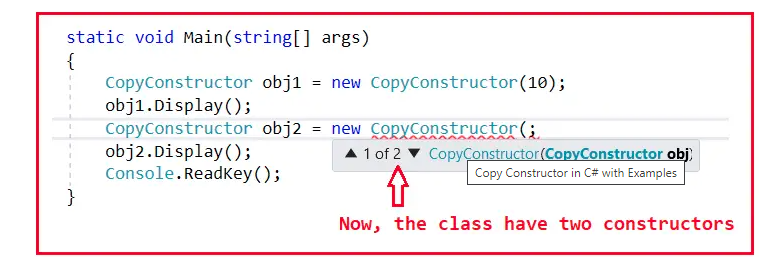 static void Main(string[] args)
{
CopyConstructor obj1 = new CopyConstructor(10);
obj1.Display();
CopyConstructor obj2 = new CopyConstructor(;
obj2.Display();
▲ 1 of 2 ▼ CopyConstructor(CopyConstructor obj)
Console.ReadKey();
Copy Constructor in C# with Examples
}
Now, the class have two constructors